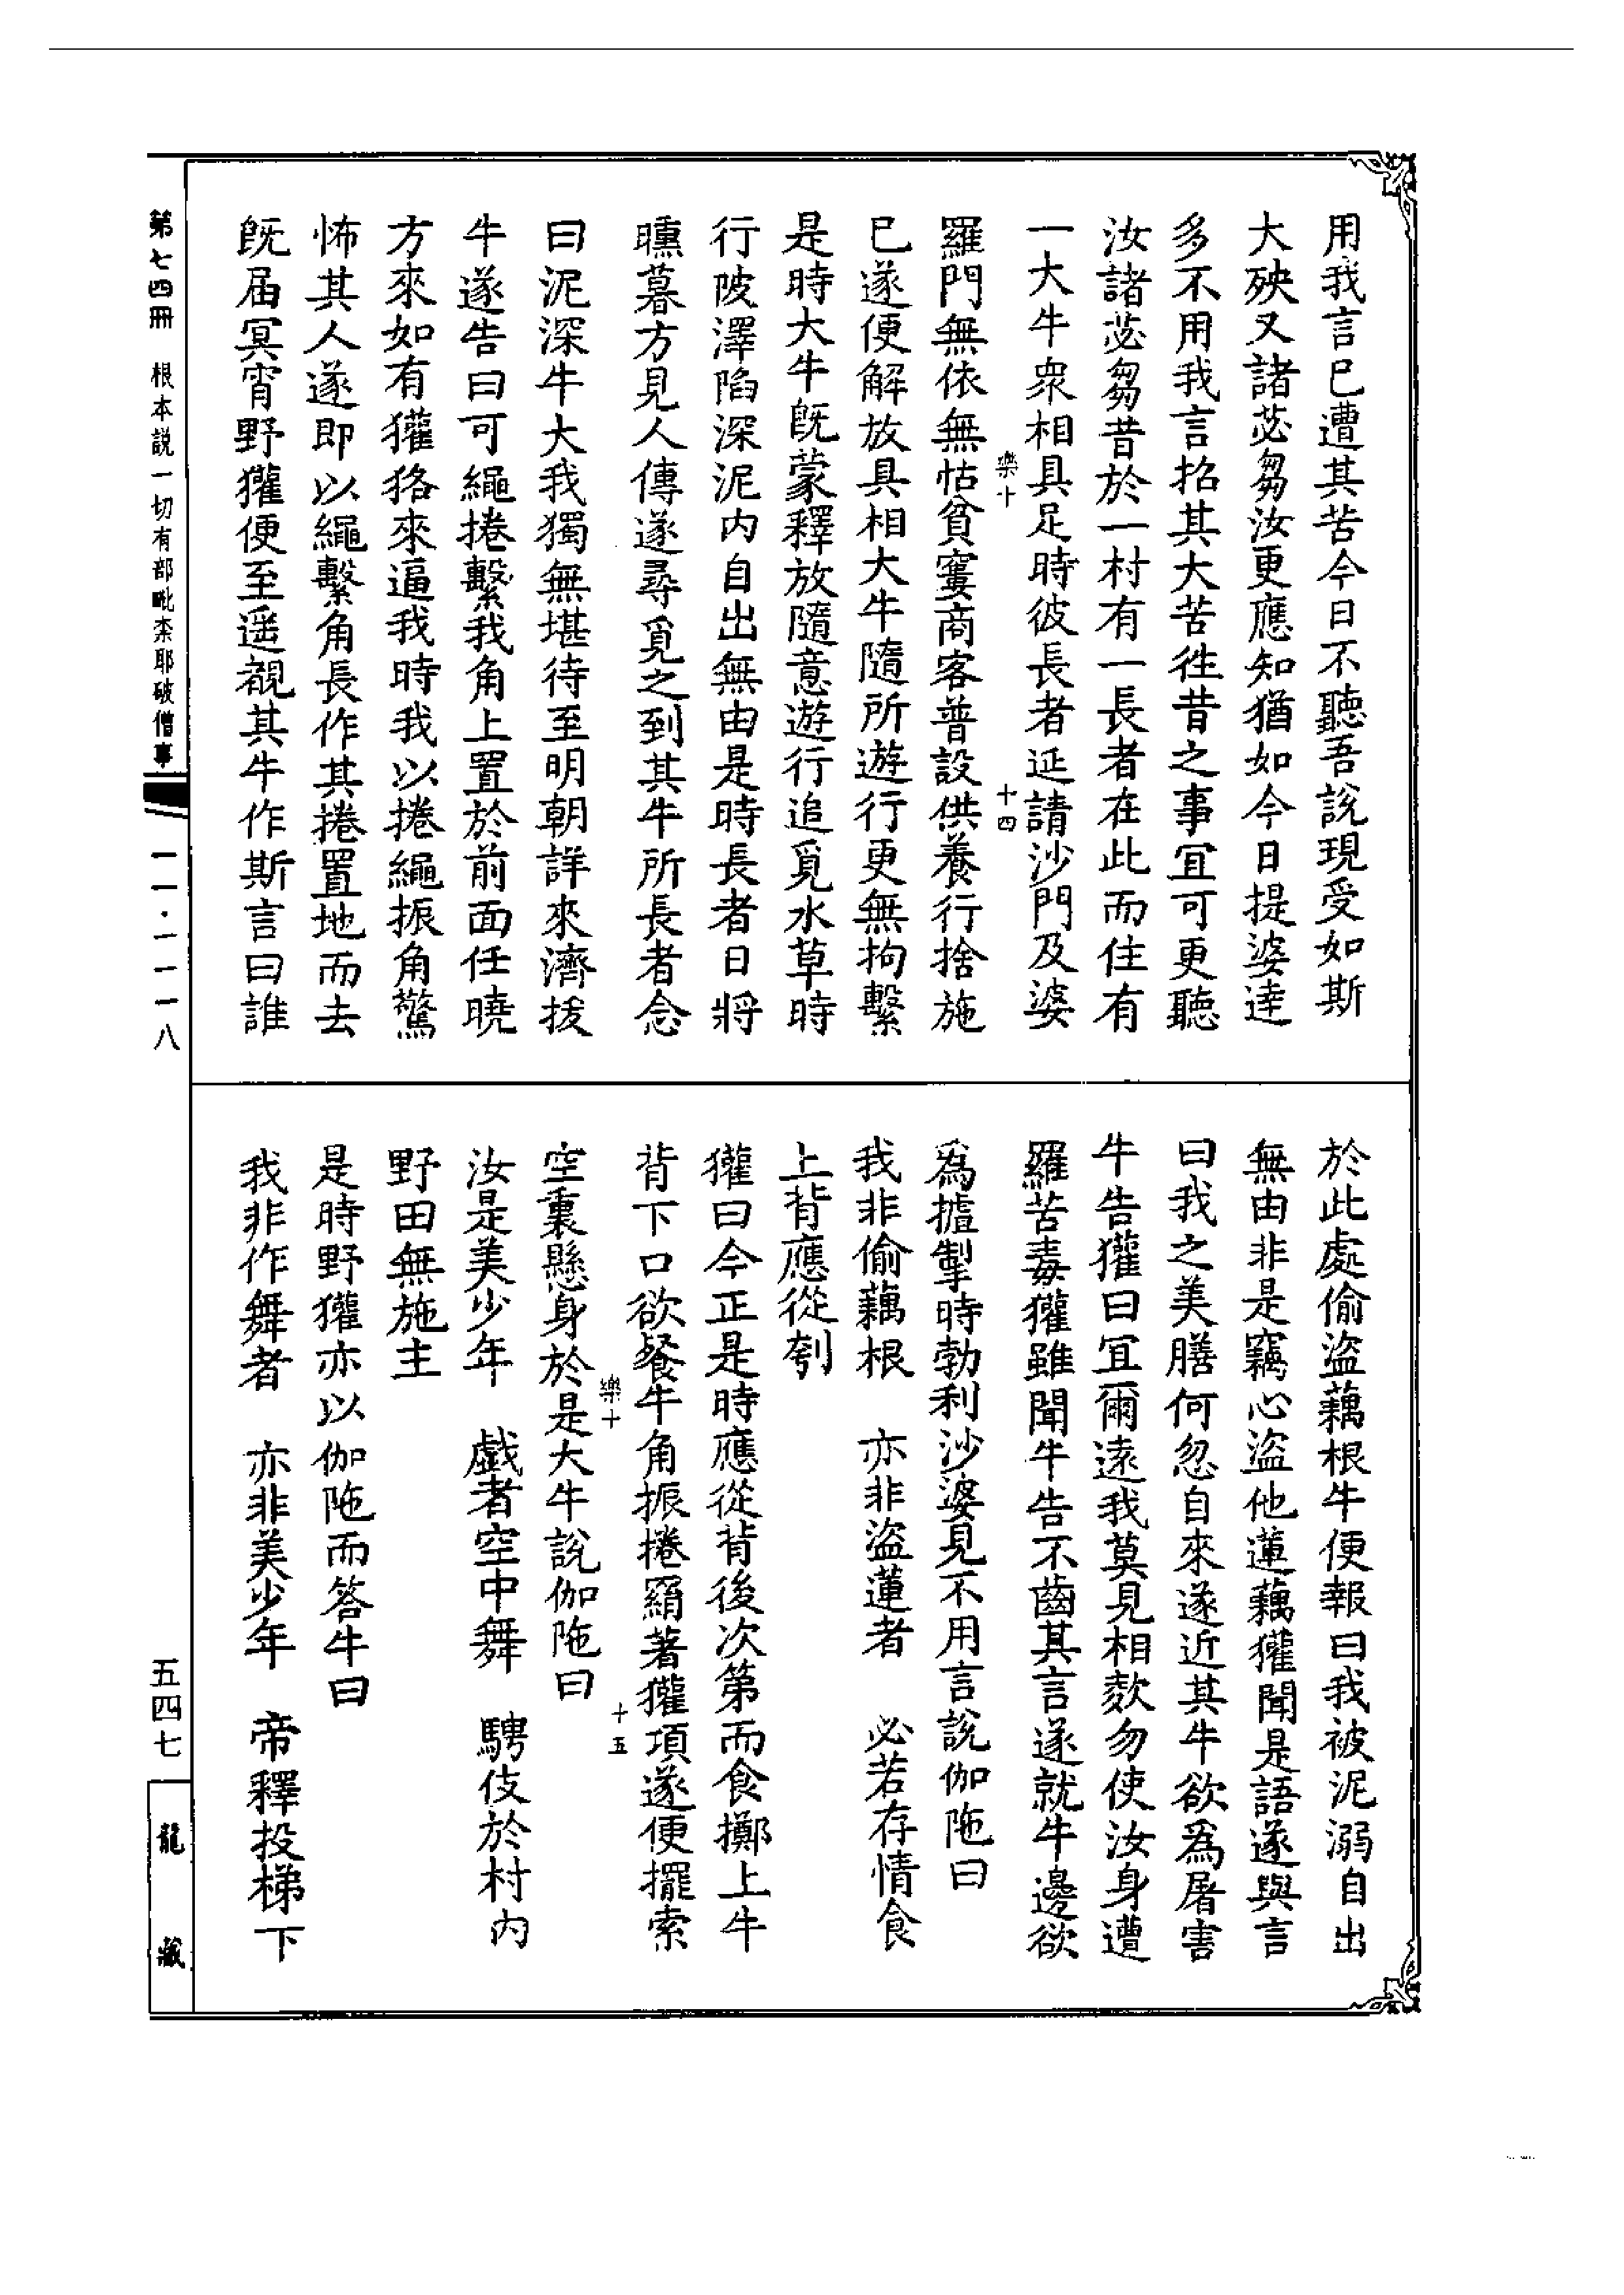 用我言已遭其苦今日不聽吾說現受如斯
大殃又諸苾芻汝更應知猶如今日提婆達
多不用我言招其大苦徃昔之事宜可更聽
汝諸苾芻昔於一村有一長者在此而住有
一大牛衆相具足時彼長者延請沙門及婆
樂十
十四
羅門無依無怙貧窶商客普設供養行捨施
已遂便解放具相大牛隨所遊行更無拘繫
是時大牛旣蒙釋放隨意遊行追覓水草時
行陂澤陷深泥內自出無由是時長者日將
曛暮方見人傳遂尋覓之到其牛所長者念
曰泥深牛大我獨無堪待至明朝詳來濟拔
牛遂告曰可繩捲繫我角上置於前面任曉
方來如有獾狢來逼我時我以捲繩振角驚
怖其人遂即以繩繫角長作其捲置地而去
旣届冥宵野獾便至遥覩其牛作斯言曰誰
於此處偷盜藕根牛便報曰我被泥溺自出
無由非是竊心盜他蓮藕獾聞是語遂與言
曰我之美膳何忽自來遂近其牛欲爲屠害
牛告獾曰宜爾遠我莫見相欺勿使汝身遭
羅苦毒獾雖聞牛告不齒其言遂就牛邊欲
爲摣掣時勃利沙婆見不用言說伽陁曰
我非偷藕根　亦非盜蓮者　必若存情食
上背應從刳
獾曰今正是時應從背後次第而食擲上牛
背下口欲餐牛角振捲羂著獾項遂便擺索
樂十
十五
空裏懸身於是大牛說伽陁曰
汝是美少年　戲者空中舞　騁伎於村內
野田無施主
是時野獾亦以伽陁而答牛曰
我非作舞者　亦非美少年　帝釋投梯下
第七四冊　根本説一切有部毗柰耶破僧事
一一·一一一八
五四七
龍藏